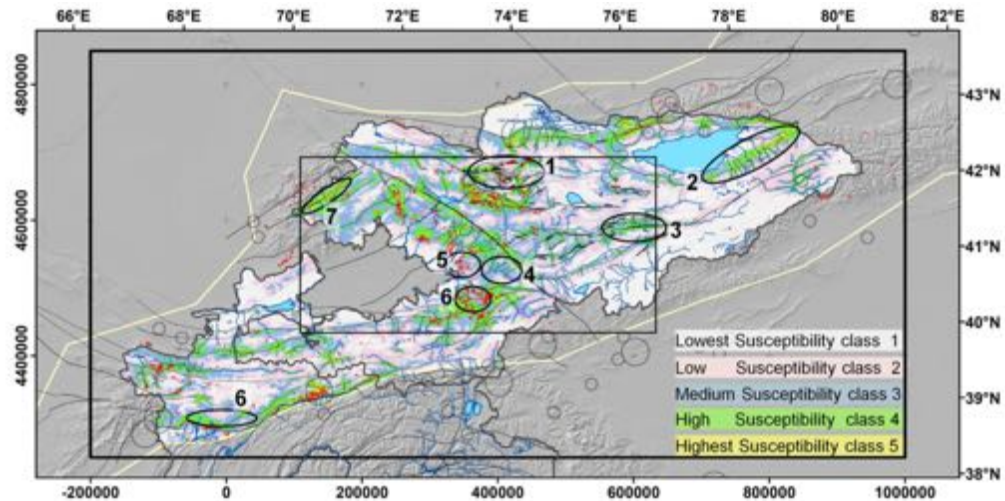 66°E 68°E 70°E 72°E 74°E 76°E 78°E 80°E 82°E
4800000
43°N
1
42°N
2
7
4600000
3
41°N
5
4
6
40°N
Lowest Susceptibility class 1
Low Susceptibility class 2
4400000
Medium Susceptibility class 3
39°N
6
High Susceptibility class 4
Highest Susceptibility class 5
38°N
-200000 0 200000 400000 600000 800000 1000000